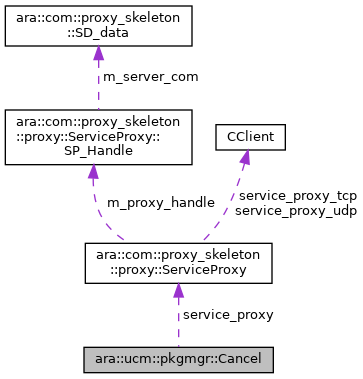 ara::com::proxy_skeleton
::SD_data
m_server_com
ara::com::proxy_skeleton
::proxy::ServiceProxy::
SP_Handle
CClient
m_proxy_handle
service_proxy_tcp
service_proxy_udp
ara::com::proxy_skeleton
::proxy::ServiceProxy
service_proxy
ara::ucm::pkgmgr::Cancel